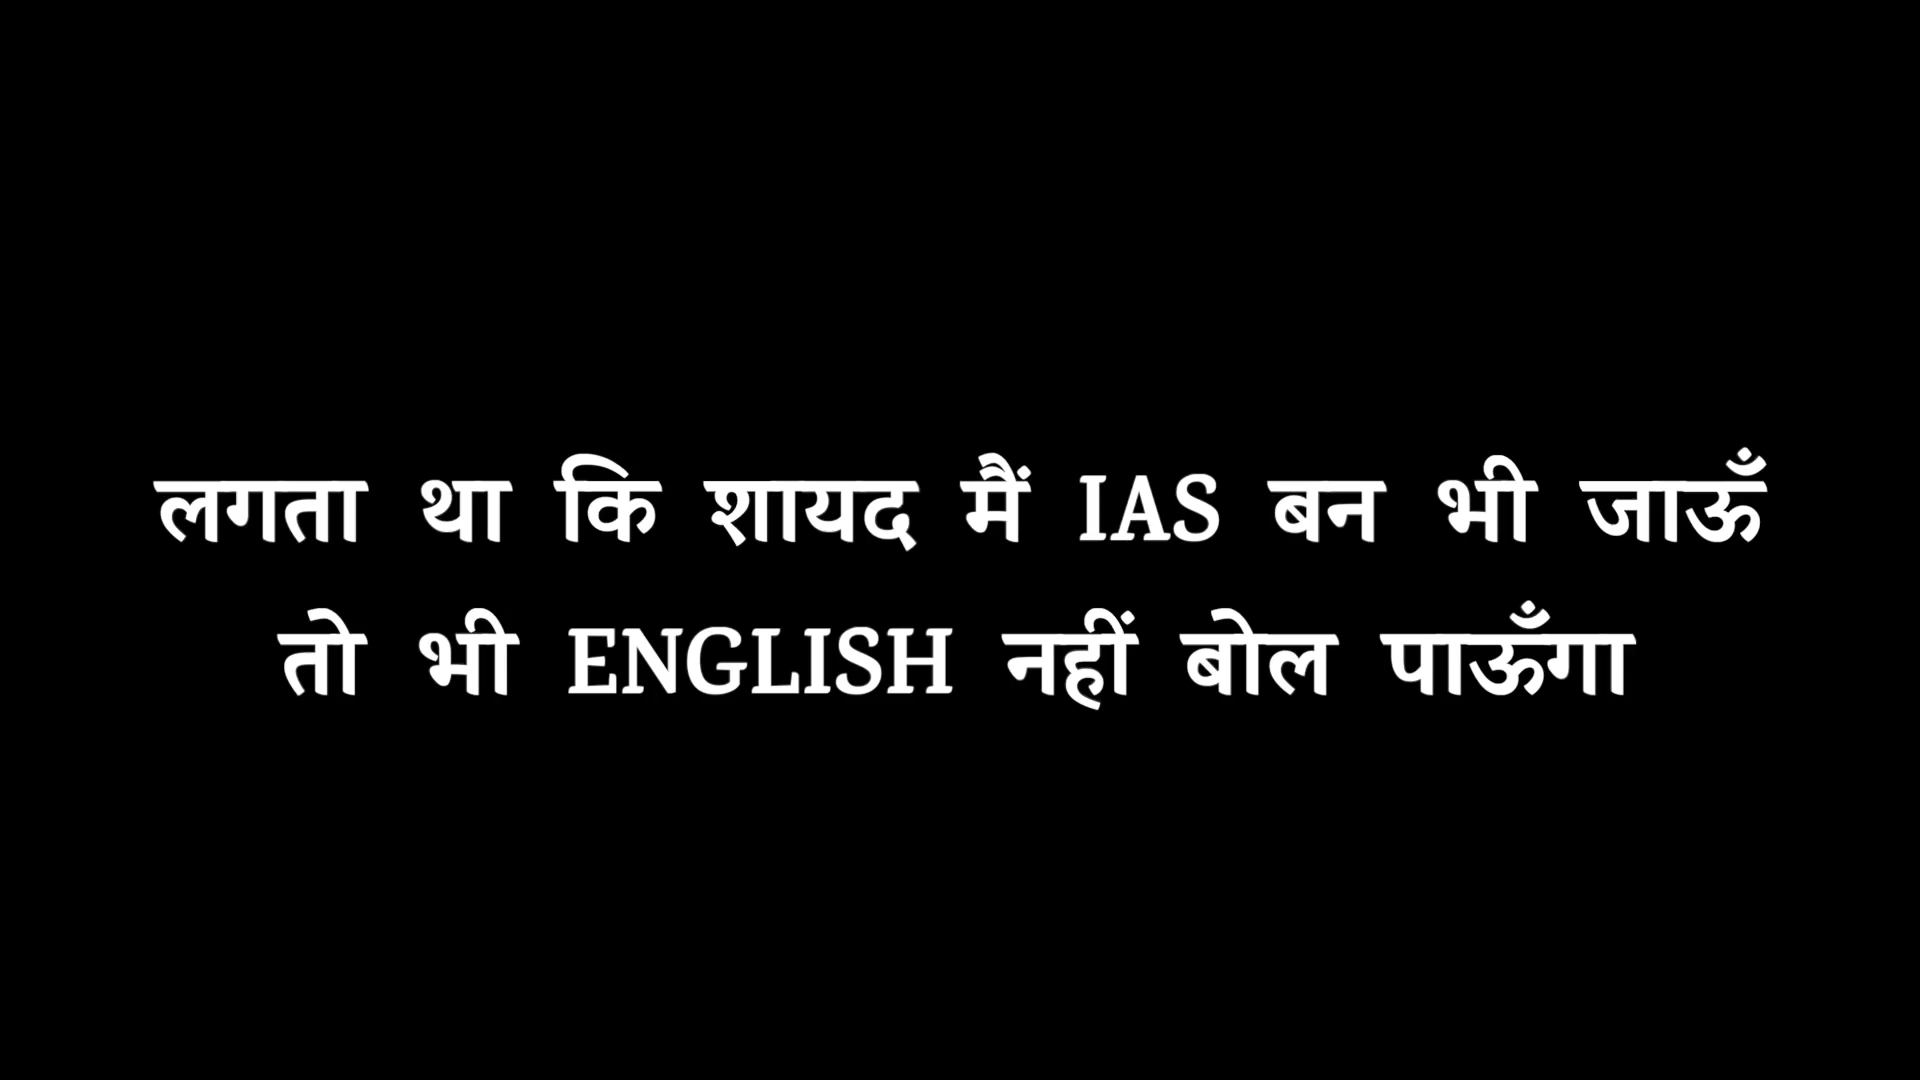 लगता था कि शायद मैं IAS बन भी जाऊँ
तो भी ENGLISH नहीं बोल पाऊँगा